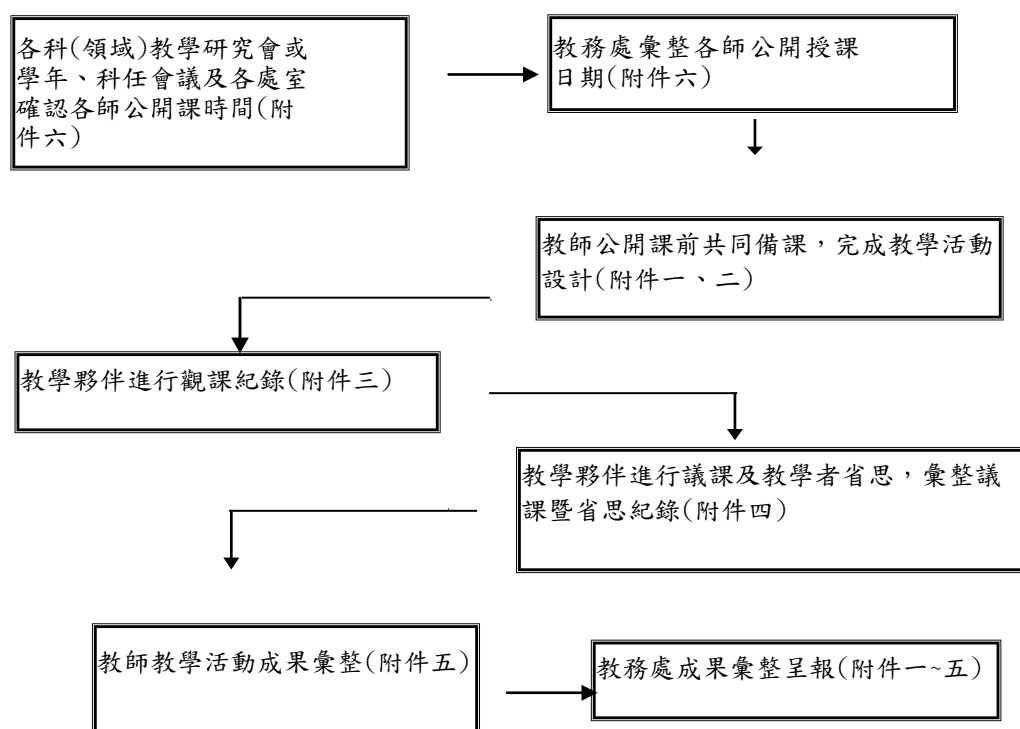 各科(領域)教學研究會或
學年、科任會議及各處室
確認各師公開課時間(附
件六)
教務處彙整各師公開授課
日期(附件六)
教師公開課前共同備課，完成教學活動
設計(附件一、二)
教學夥伴進行觀課紀錄(附件三)
教學夥伴進行議課及教學者省思，彙整議
課暨省思紀錄(附件四)
教師教學活動成果彙整(附件五)
教務處成果彙整呈報(附件一~五)